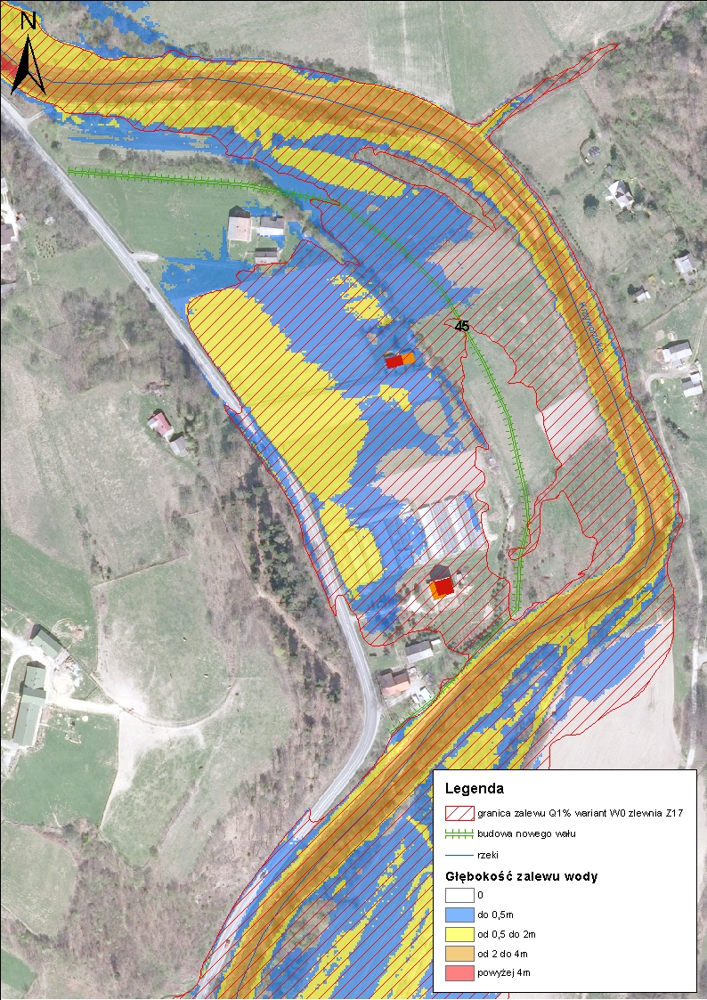 N
45
Krzyworzeka
Legenda
granica zalewu Q1% wariant W0 zlewnia Z17
budowa nowego wału
rzeki
Głębokość zalewu wody
0
do 0,5m
od 0,5 do 2m
od 2 do 4m
powyżej 4m